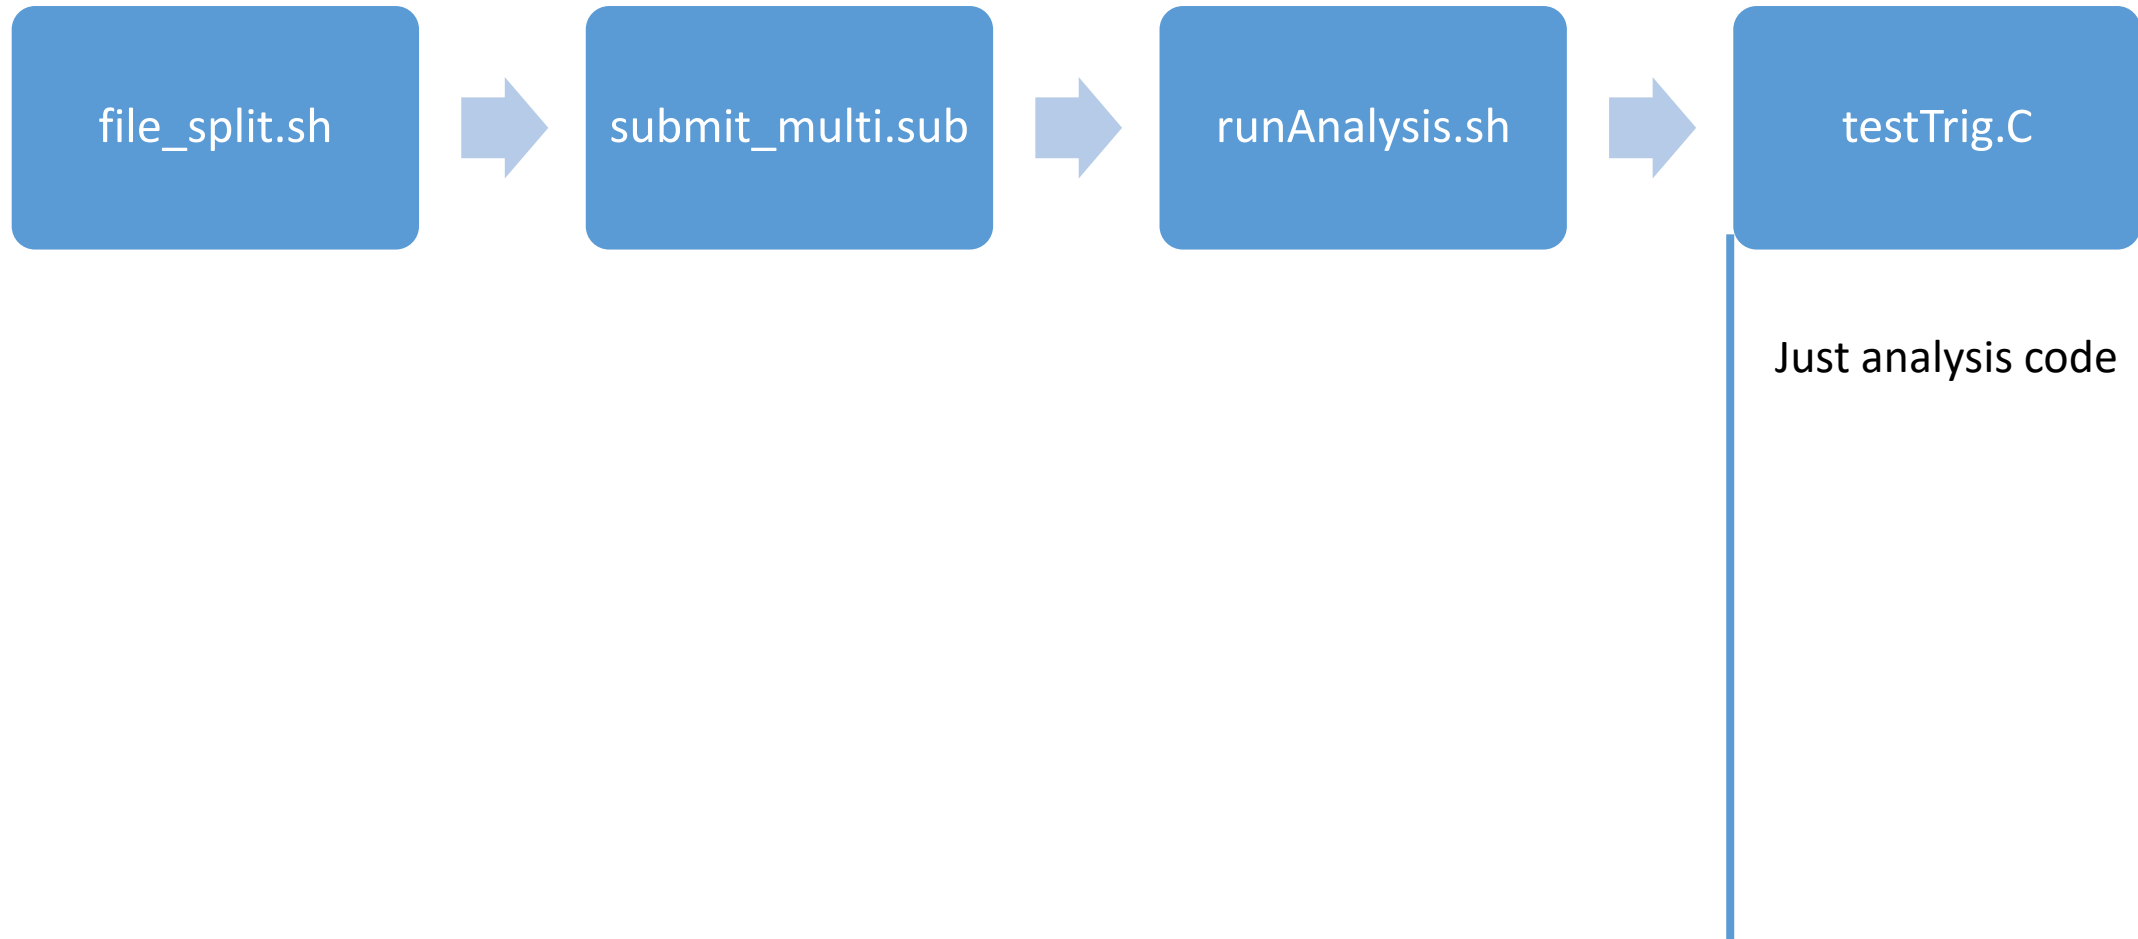 file_split.sh
submit_multi.sub
runAnalysis.sh
testTrig.C
Just analysis code